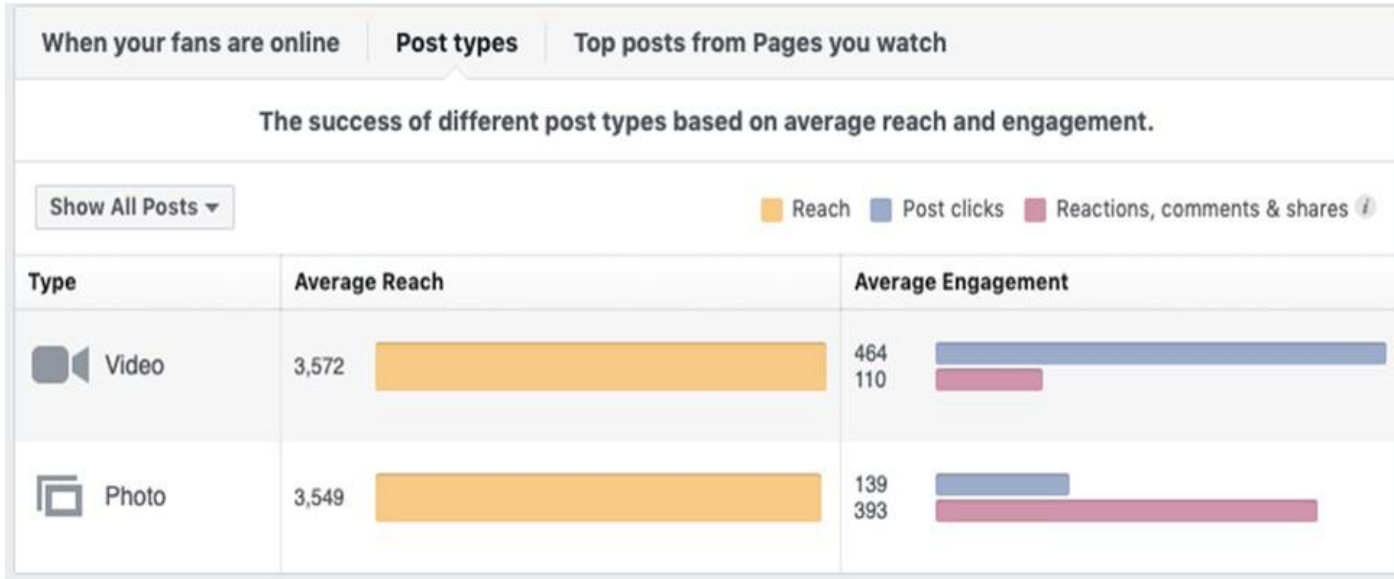 When your fans are online Post types Top posts from Pages you watch
The success of different post types based on average reach and engagement.
Show All Posts Reach Post clicks Reactions, comments & shares i
Type Average Reach Average Engagement
Video 3,572 464
110
Photo 3,549 139
393